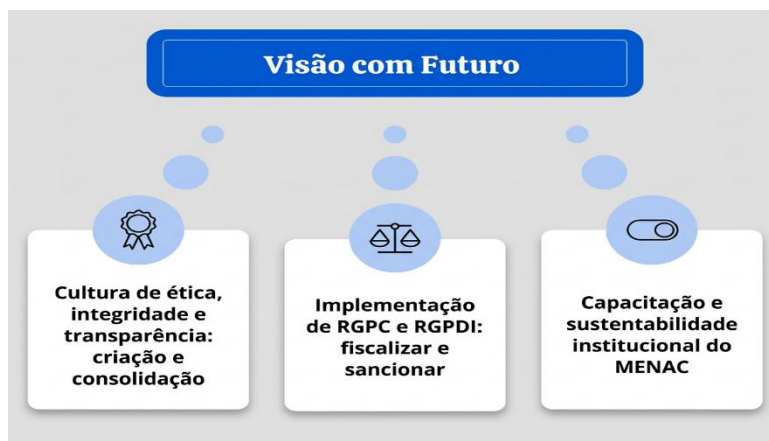 Visão com Futuro
Cultura de ética,
integridade e
transparência:
criação e
consolidação
Implementação
de RGPC e RGPDI:
fiscalizar e
sancionar
Capacitação e
sustentabilidade
institucional do
MENAC